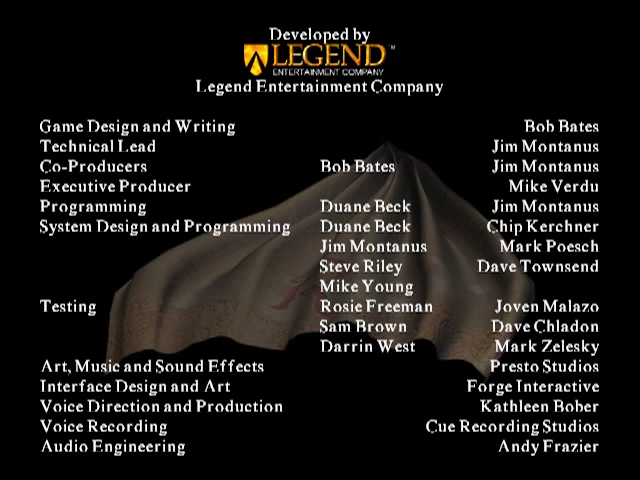 Developed by
LEGEND™
ENTERTAINMENT COMPANY
Legend Entertainment Company
Game Design and Writing Bob Bates
Technical Lead Jim Montanus
Co-Producers Bob Bates Jim Montanus
Executive Producer Mike Verdu
Programming Duane Beck Jim Montanus
System Design and Programming Duane Beck Chip Kerchner
Jim Montanus Mark Poesch
Steve Riley Dave Townsend
Mike Young
Testing Rosie Freeman Joven Malazo
Sam Brown Dave Chladon
Darrin West Mark Zelesky
Art, Music and Sound Effects Presto Studios
Interface Design and Art Forge Interactive
Voice Direction and Production Kathleen Bober
Voice Recording Cue Recording Studios
Audio Engineering Andy Frazier